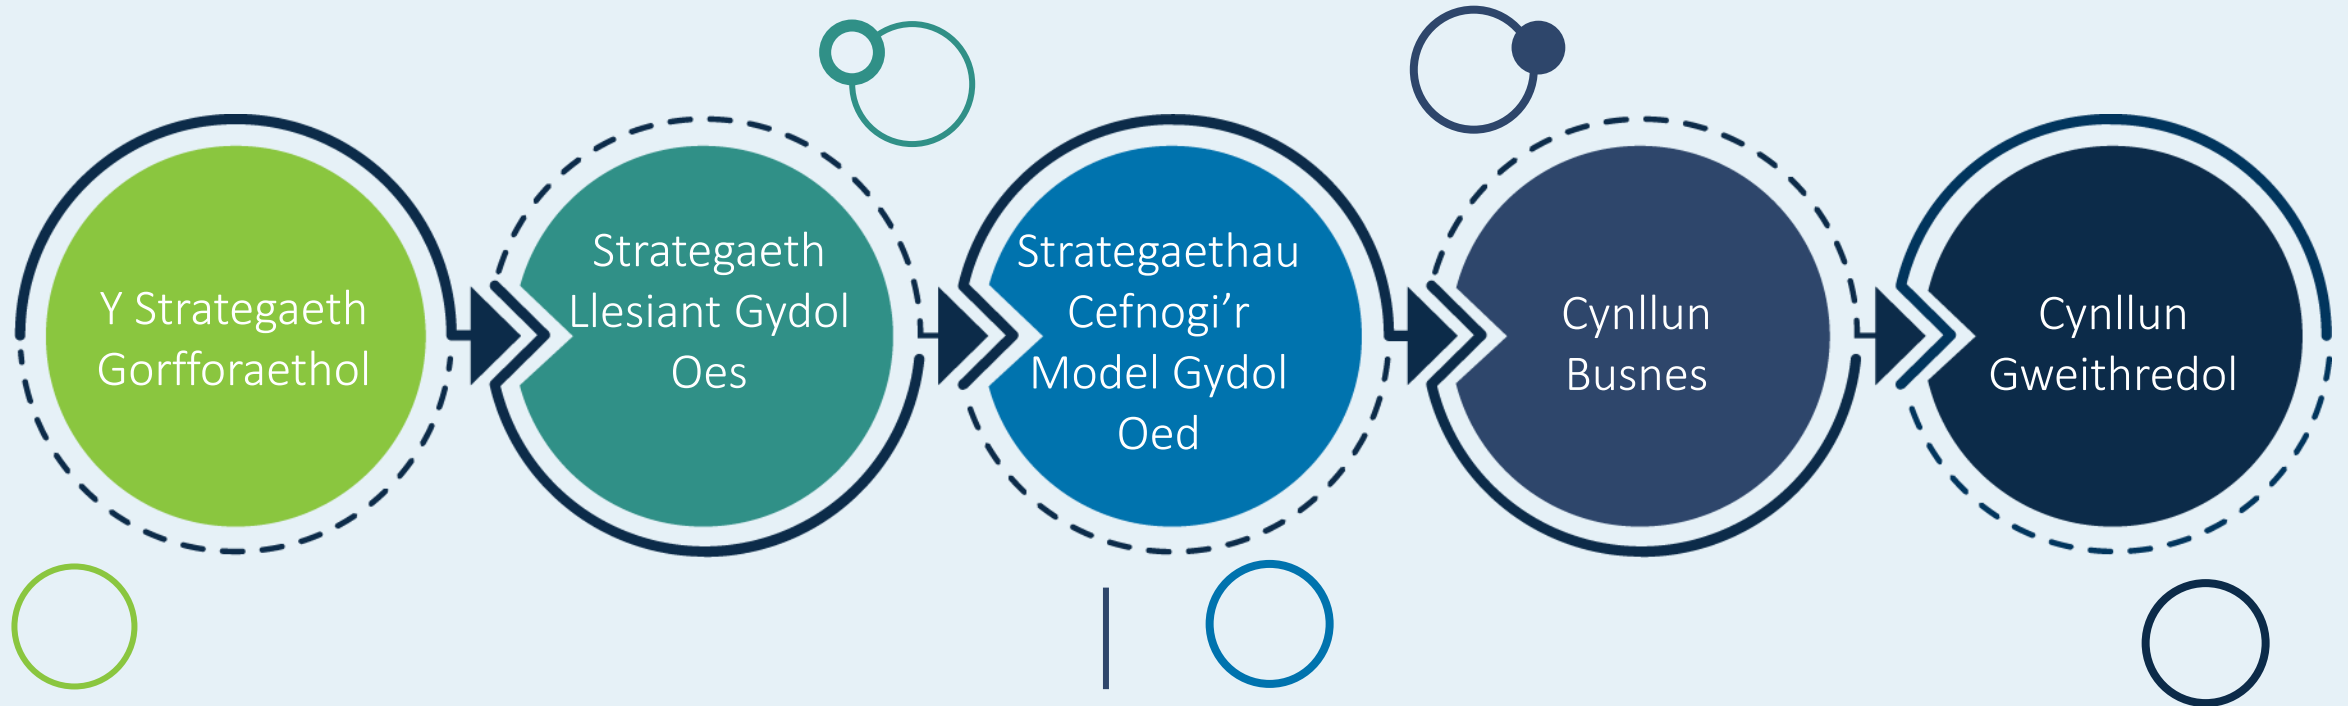 Y Strategaeth
Gorfforaethol
Strategaeth
Llesiant Gydol
Oes
Strategaethau
Cefnogi’r
Model Gydol
Oed
Cynllun
Busnes
Cynllun
Gweithredol